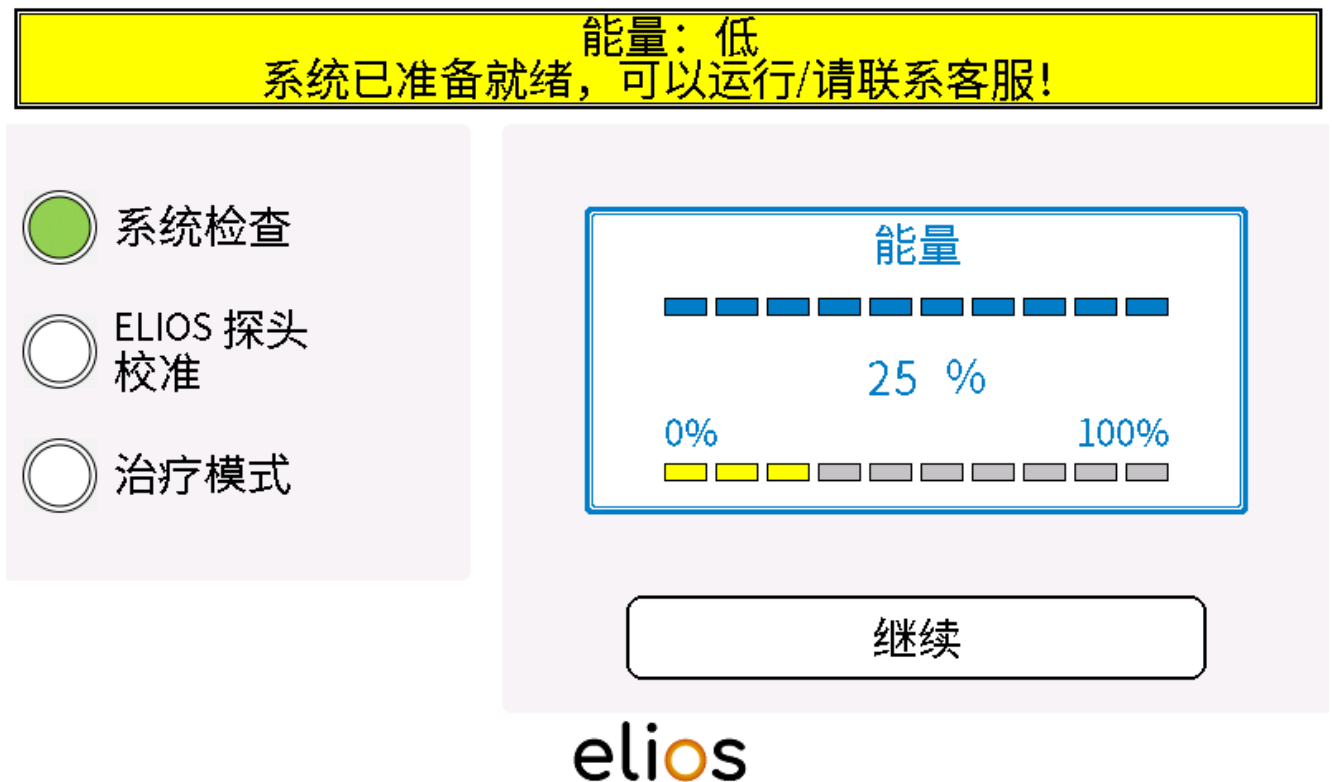 能量：低
系统已准备就绪，可以运行/请联系客服！
系统检查
ELIOS 探头
校准
治疗模式
能量
25 %
0% 100%
继续
elios